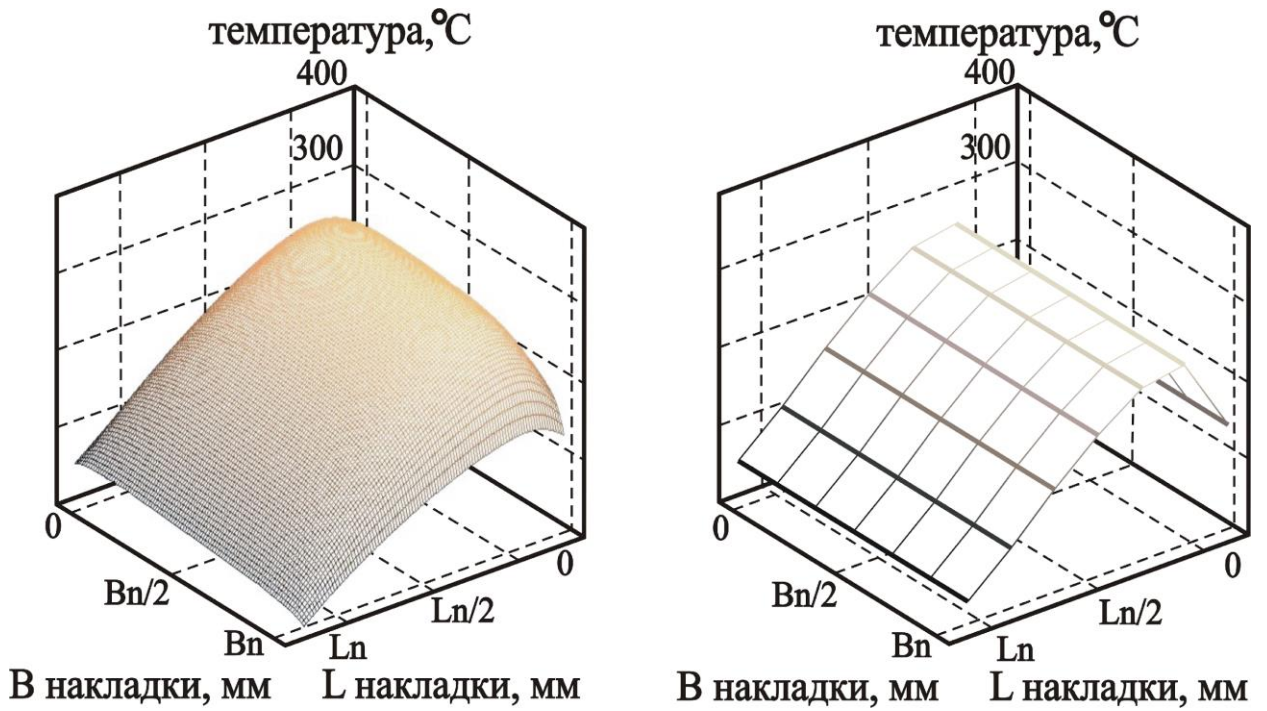 температура,°С
400
300
0
Bn/2
Bn
Ln
Ln/2
0
В накладки, мм L накладки, мм
температура,°С
400
300
0
Bn/2
Bn
Ln
Ln/2
0
В накладки, мм L накладки, мм